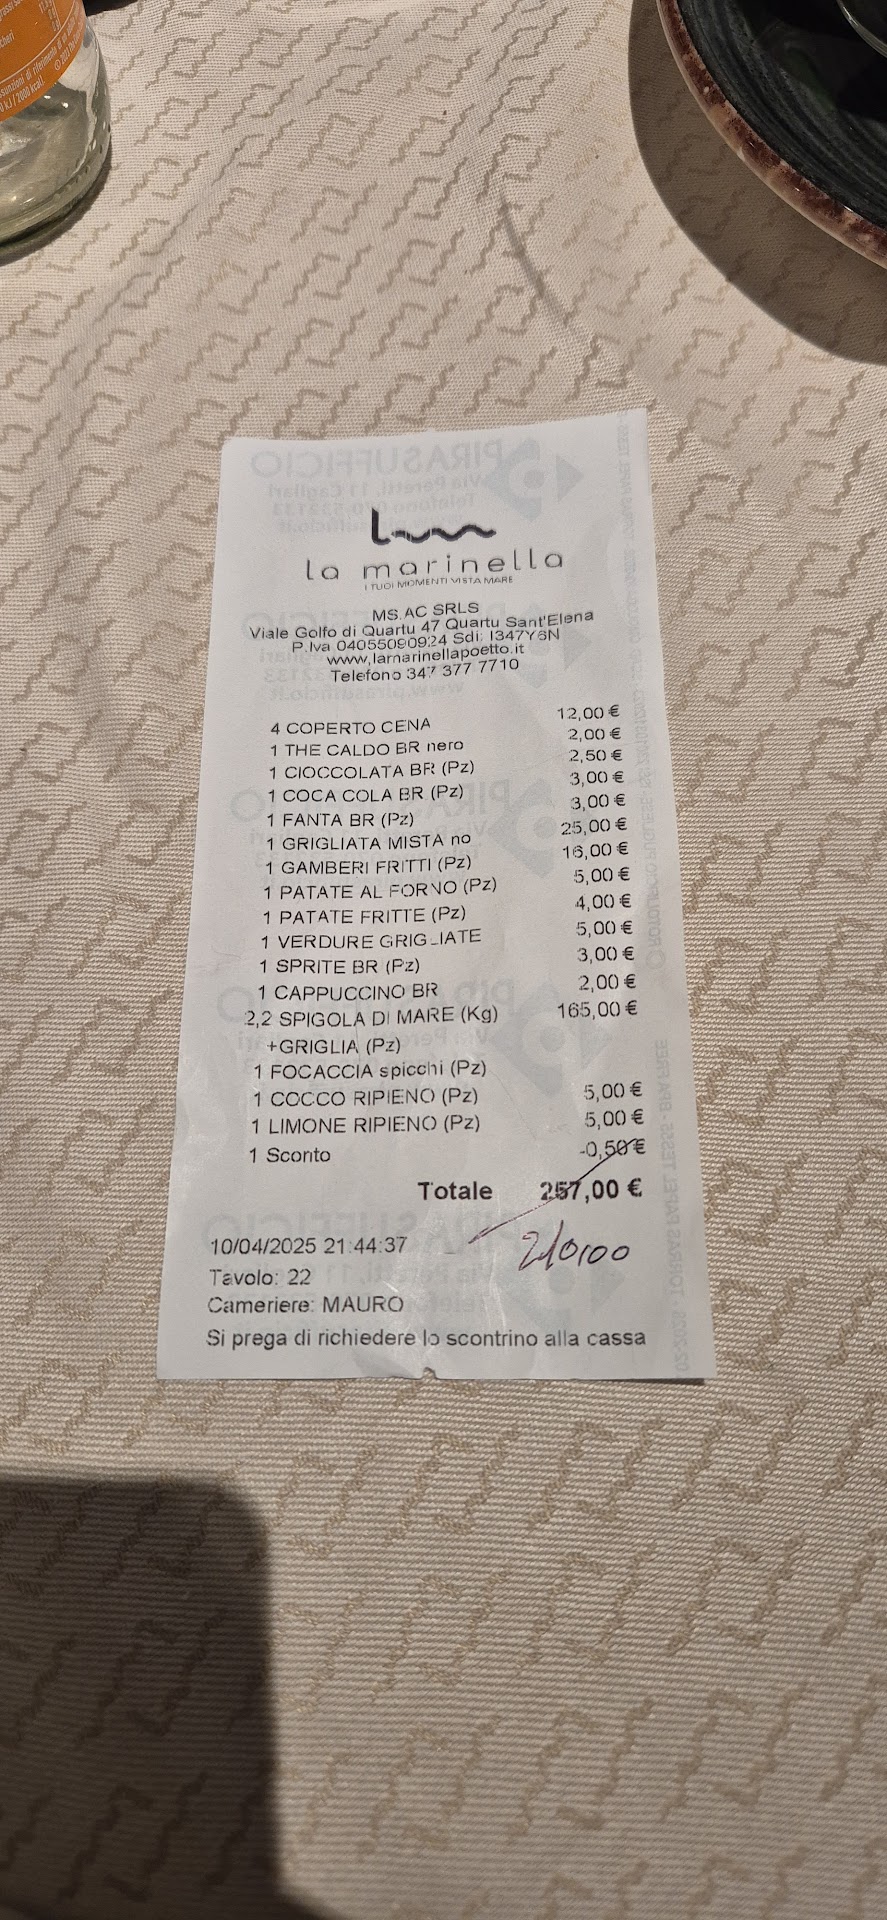 la marinella
I TUOI MOMENTI VISTA MARE
MS.AC SRLS
Viale Golfo di Quartu 47 Quartu Sant'Elena
P.Iva 04055090924 Sdi: I347Y6N
www.lamarinellapoetto.it
Telefono 347 377 7710
4 COPERTO CENA 12,00 €
1 THE CALDO BR nero 2,00 €
1 CIOCCOLATA BR (Pz) 2,50 €
1 COCA COLA BR (Pz) 3,00 €
1 FANTA BR (Pz) 3,00 €
1 GRIGLIATA MISTA no 25,00 €
1 GAMBERI FRITTI (Pz) 16,00 €
1 PATATE AL FORNO (Pz) 5,00 €
1 PATATE FRITTE (Pz) 4,00 €
1 VERDURE GRIGLIATE 5,00 €
1 SPRITE BR (Pz) 3,00 €
1 CAPPUCCINO BR 2,00 €
2,2 SPIGOLA DI MARE (Kg) 165,00 €
+GRIGLIA (Pz)
1 FOCACCIA spicchi (Pz)
1 COCCO RIPIENO (Pz) 5,00 €
1 LIMONE RIPIENO (Pz) 5,00 €
1 Sconto -0,50 €
Totale 257,00 €
10/04/2025 21:44:37
Tavolo: 22
Cameriere: MAURO
Si prega di richiedere lo scontrino alla cassa